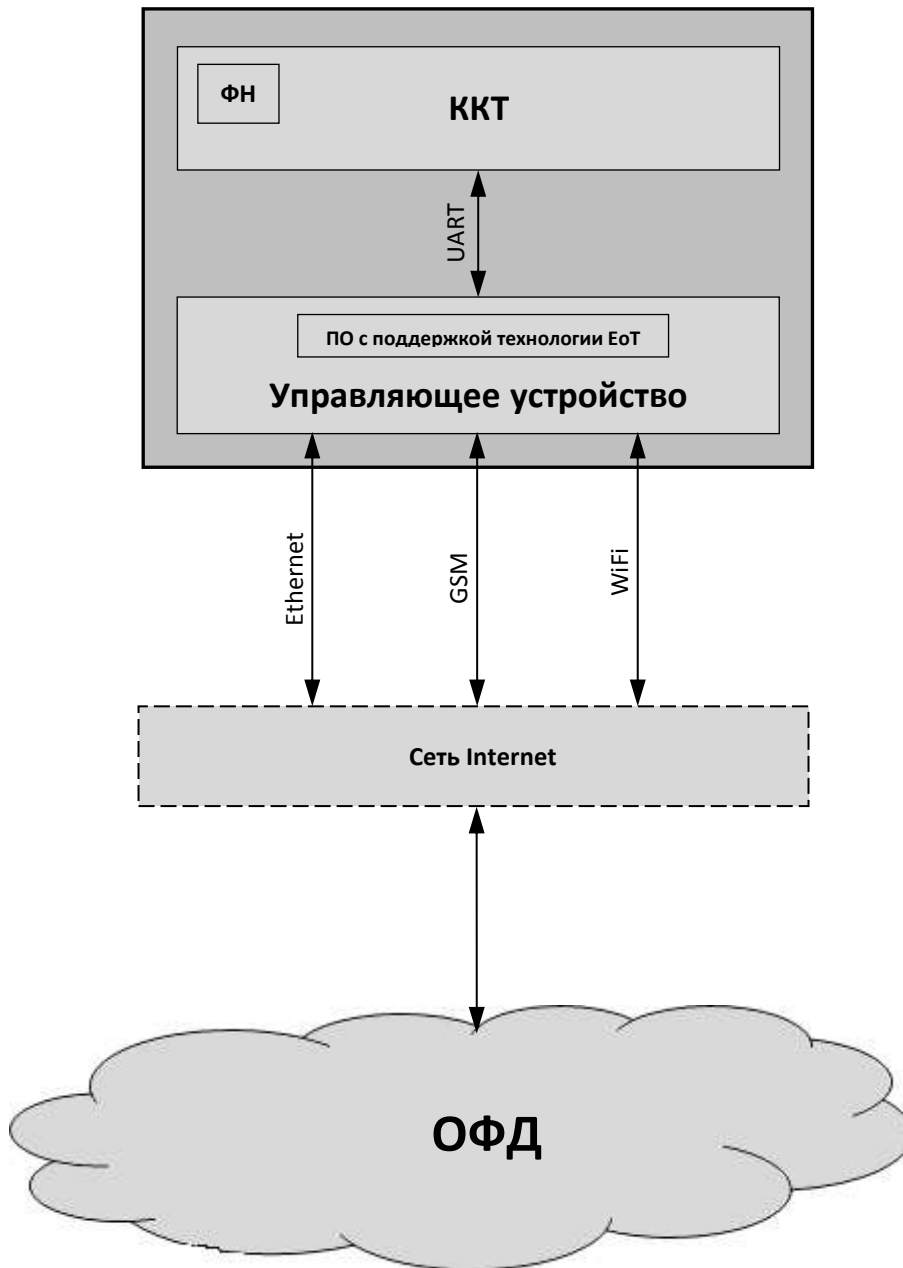 ФН
ККТ
UART
ПО с поддержкой технологии EoT
Управляющее устройство
Ethernet
GSM
WiFi
Сеть Internet
ОФД